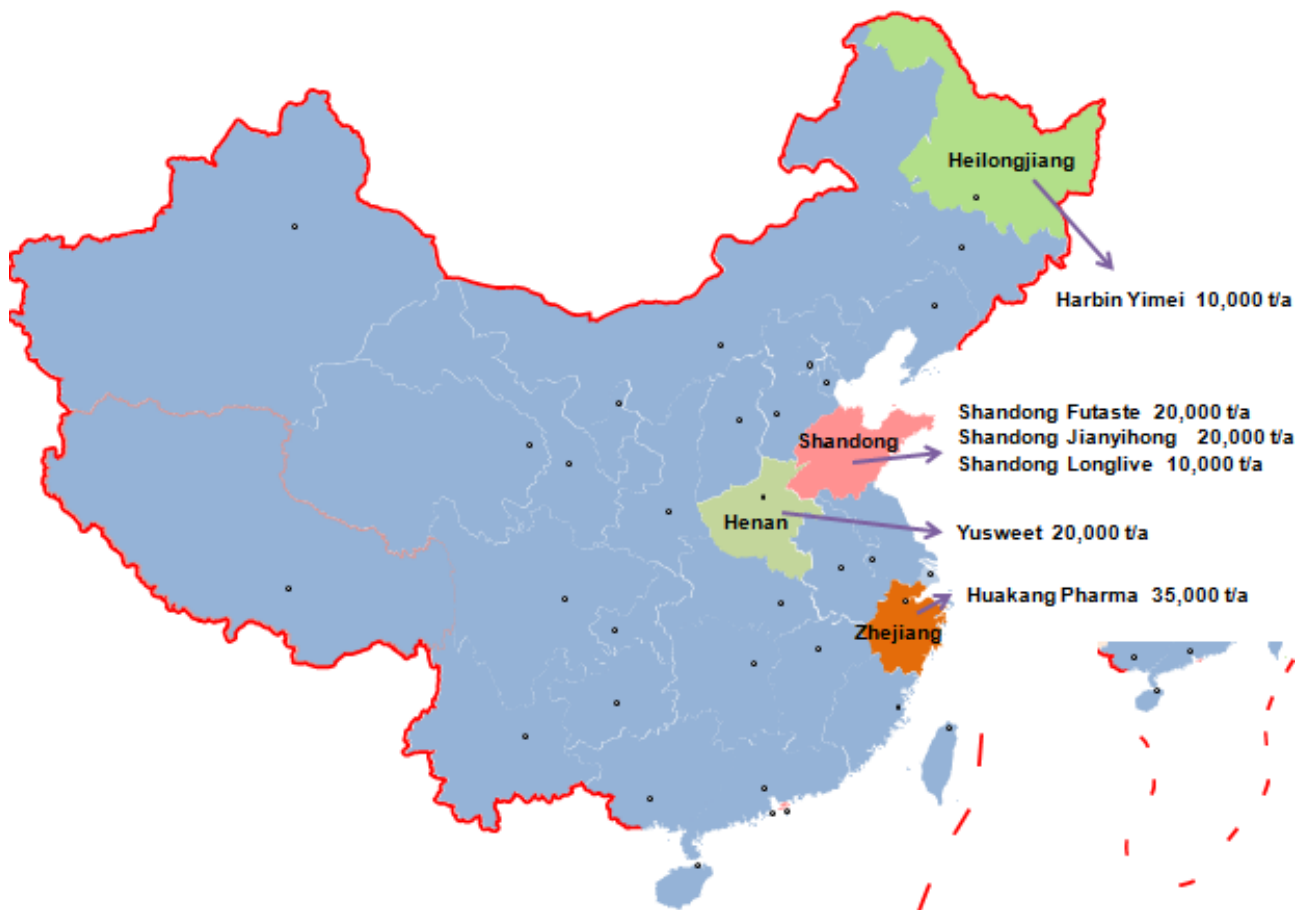 Heilongjiang
Harbin Yimei 10,000 t/a
Shandong Futaste 20,000 t/a
Shandong
Shandong Jianyihong 20,000 t/a
Shandong Longlive 10,000 t/a
Henan
Yusweet 20,000 t/a
Huakang Pharma 35,000 t/a
Zhejiang